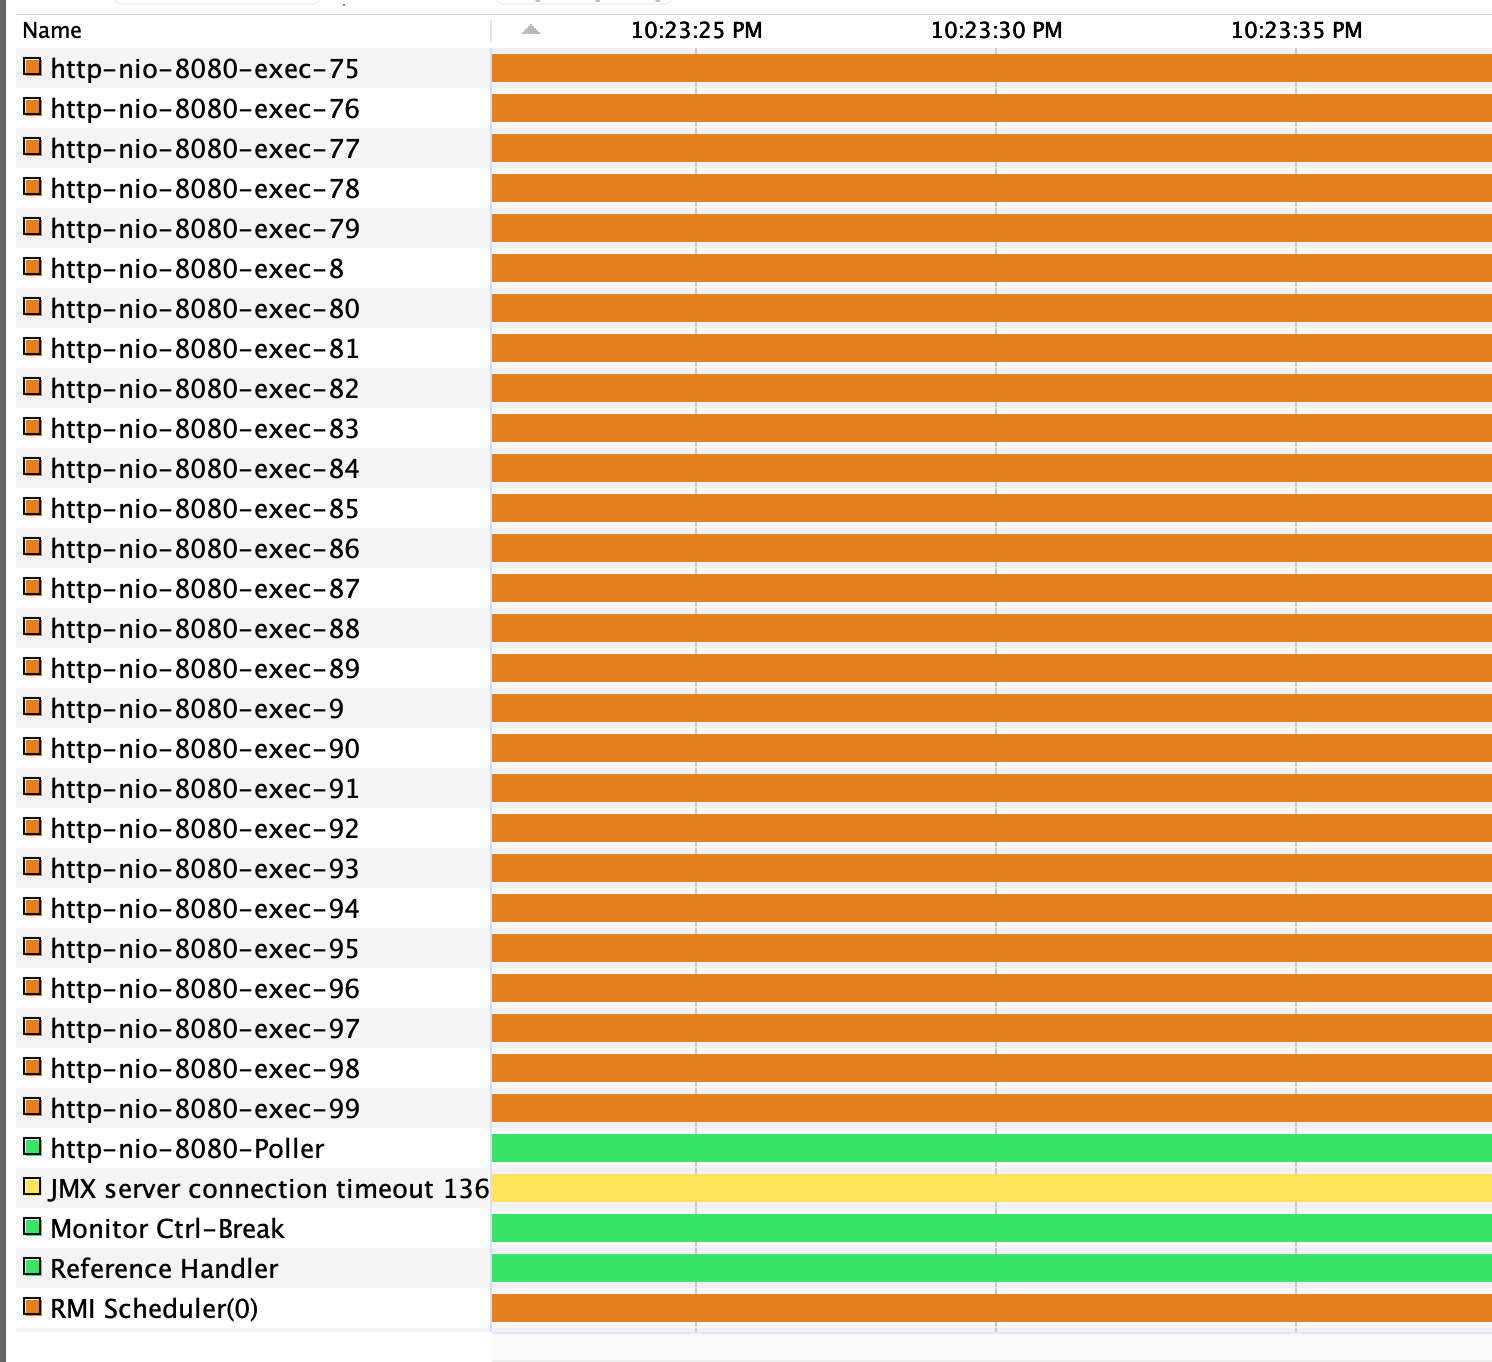 Name 10:23:25 PM 10:23:30 PM 10:23:35 PM
http-nio-8080-exec-75
http-nio-8080-exec-76
http-nio-8080-exec-77
http-nio-8080-exec-78
http-nio-8080-exec-79
http-nio-8080-exec-8
http-nio-8080-exec-80
http-nio-8080-exec-81
http-nio-8080-exec-82
http-nio-8080-exec-83
http-nio-8080-exec-84
http-nio-8080-exec-85
http-nio-8080-exec-86
http-nio-8080-exec-87
http-nio-8080-exec-88
http-nio-8080-exec-89
http-nio-8080-exec-9
http-nio-8080-exec-90
http-nio-8080-exec-91
http-nio-8080-exec-92
http-nio-8080-exec-93
http-nio-8080-exec-94
http-nio-8080-exec-95
http-nio-8080-exec-96
http-nio-8080-exec-97
http-nio-8080-exec-98
http-nio-8080-exec-99
http-nio-8080-Poller
JMX server connection timeout 136
Monitor Ctrl-Break
Reference Handler
RMI Scheduler(0)